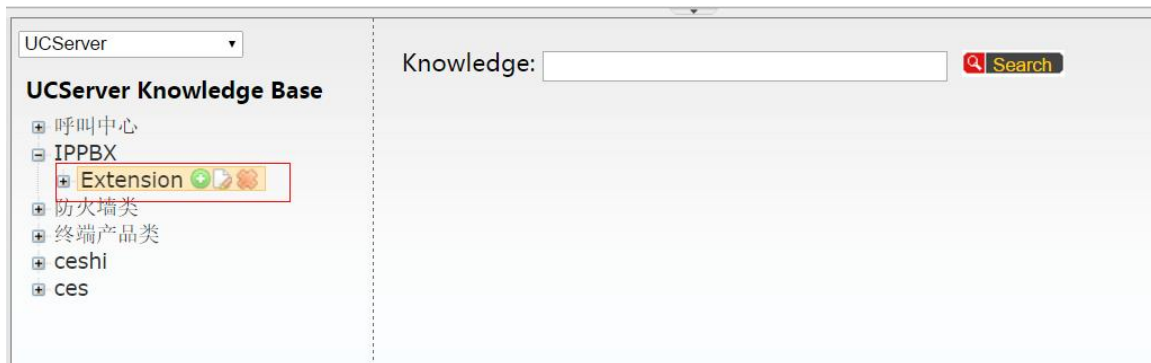 UCServer
UCServer Knowledge Base
呼叫中心
IPPBX
Extension
防火墙类
终端产品类
ceshi
ces
Knowledge:
Search